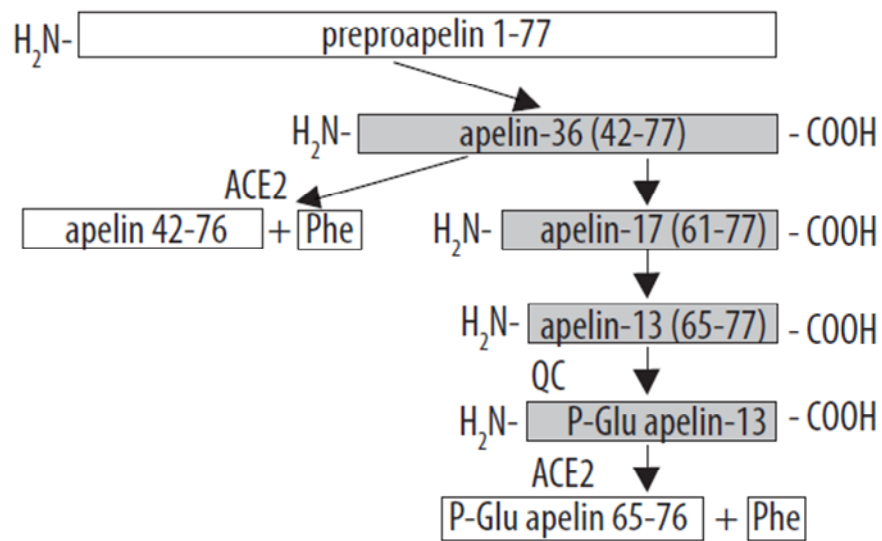 H₂N- preproapelin 1-77
H₂N- apelin-36 (42-77) - COOH
ACE2
apelin 42-76 + Phe H₂N- apelin-17 (61-77) - COOH
H₂N- apelin-13 (65-77) - COOH
QC
H₂N- P-Glu apelin-13 - COOH
ACE2
P-Glu apelin 65-76 + Phe